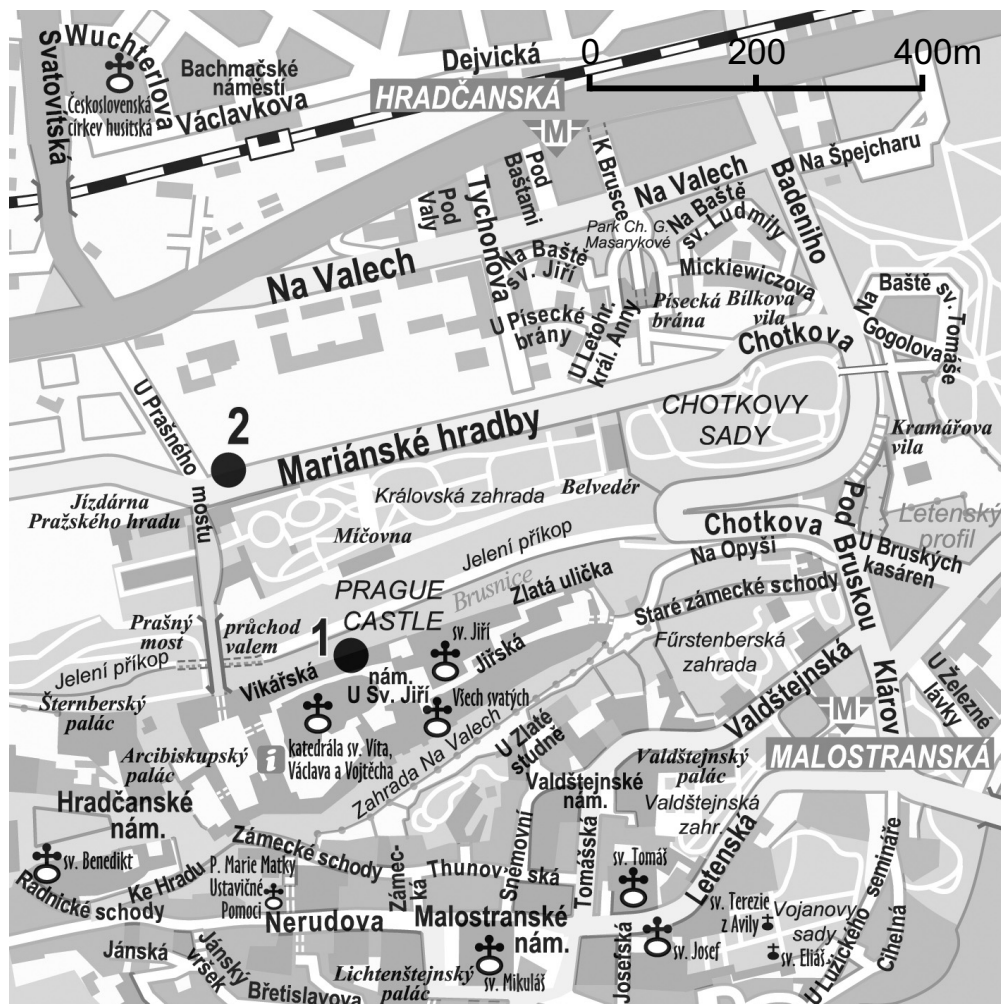 Wuchterlova
Svatovítská
Československá
církev husitská
Bachmačské
náměstí
Václavkova
Dejvická
0 200 400m
HRADČANSKÁ
M
K Brusce
Na Valech
Badeniho
Na Špejcharu
Pod
Valy
Tychonova
Pod
Baštami
Park Ch. G.
Masarykové
Na Baště
sv. Ludmily
Na Baště
sv. Jiří
Na Valech
Mickiewiczova
U Písecké
brány
U Letohr.
král. Anny
Písecká
brána
Bílkova
vila
Na
Baště sv.
Tomáše
Gogolova
Chotkova
U Prašného
mostu
2
Mariánské hradby
CHOTKOVY
SADY
Kramářova
vila
Jízdárna
Pražského hradu
Královská zahrada
Belvedér
Míčovna
Letenský
profil
Chotkova
Pod Bruskou
U Bruských
kasáren
Jelení příkop
Na Opyši
Brusnice
Zlatá ulička
PRAGUE
CASTLE
Staré zámecké schody
Prašný
most
průchod
valem
1
sv. Jiří
Jiřská
Fűrstenberská
zahrada
Jelení příkop
Vikářská
nám.
U Sv. Jiří
Všech svatých
Valdštejnská
Klárov
U Železné
lávky
Šternberský
palác
M
MALOSTRANSKÁ
Arcibiskupský
palác
i
katedrála sv. Víta,
Václava a Vojtěcha
Zahrada Na Valech
U Zlaté
studně
Valdštejnský
palác
Valdštejnské
nám.
Valdštejnská
zahr.
Hradčanské
nám.
Zámecké schody
sv. Benedikt
Ke Hradu
Radnické schody
P. Marie Matky
Ustavičné
Pomoci
Zámec-
ká
Thunovská
Sněmovní
Tomášská
sv. Tomáš
Letenská
U Lužického semináře
Cihelná
Nerudova
Malostranské
nám.
sv. Terezie
z Avily
Vojanovy
sady
sv. Eliáš
Josefská
sv. Josef
Jánská
Jánský
vršek
Břetislavova
Lichtenštejnský
palác
sv. Mikuláš